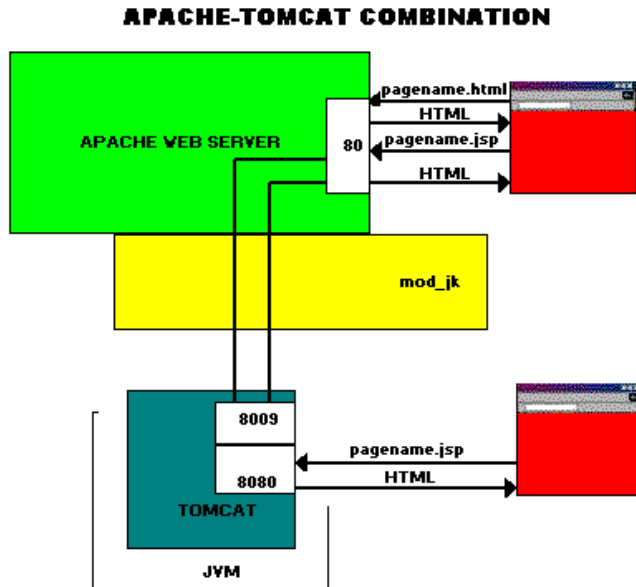 APACHE-TOMCAT COMBINATION
pagename.html
HTML
APACHE WEB SERVER
80
pagename.jsp
HTML
mod_jk
8009
pagename.jsp
8080
HTML
TOMCAT
JVM